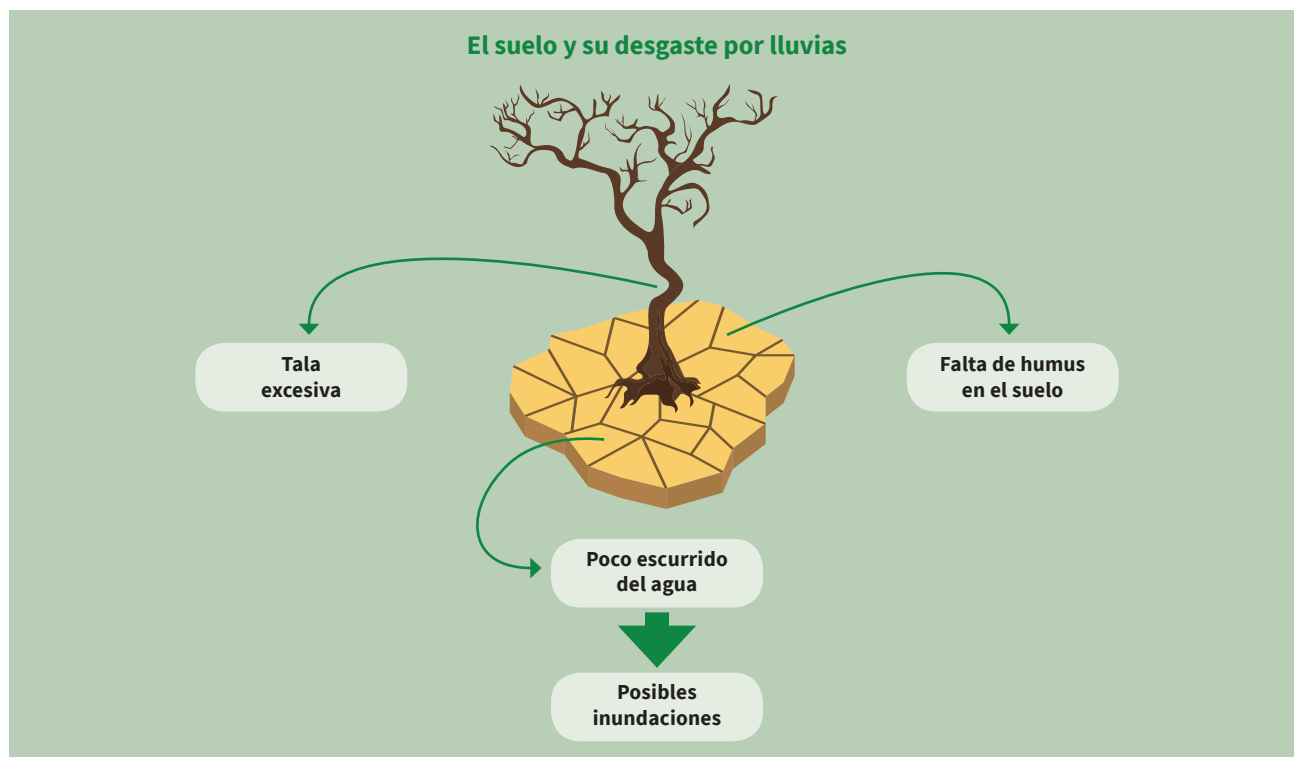 El suelo y su desgaste por lluvias
Tala
excesiva
Falta de humus
en el suelo
Poco escurrido
del agua
Posibles
inundaciones